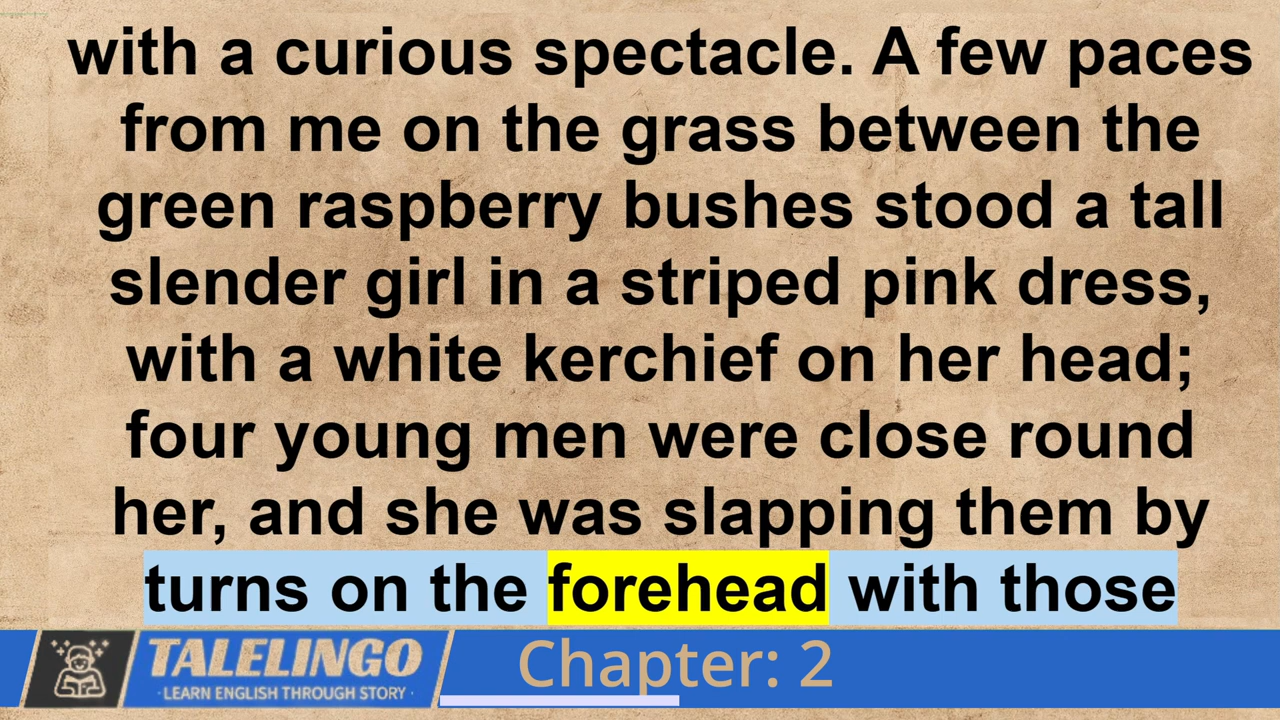 with a curious spectacle. A few paces
from me on the grass between the
green raspberry bushes stood a tall
slender girl in a striped pink dress,
with a white kerchief on her head;
four young men were close round
her, and she was slapping them by
turns on the forehead with those
TALELINGO
· LEARN ENGLISH THROUGH STORY ·
Chapter: 2